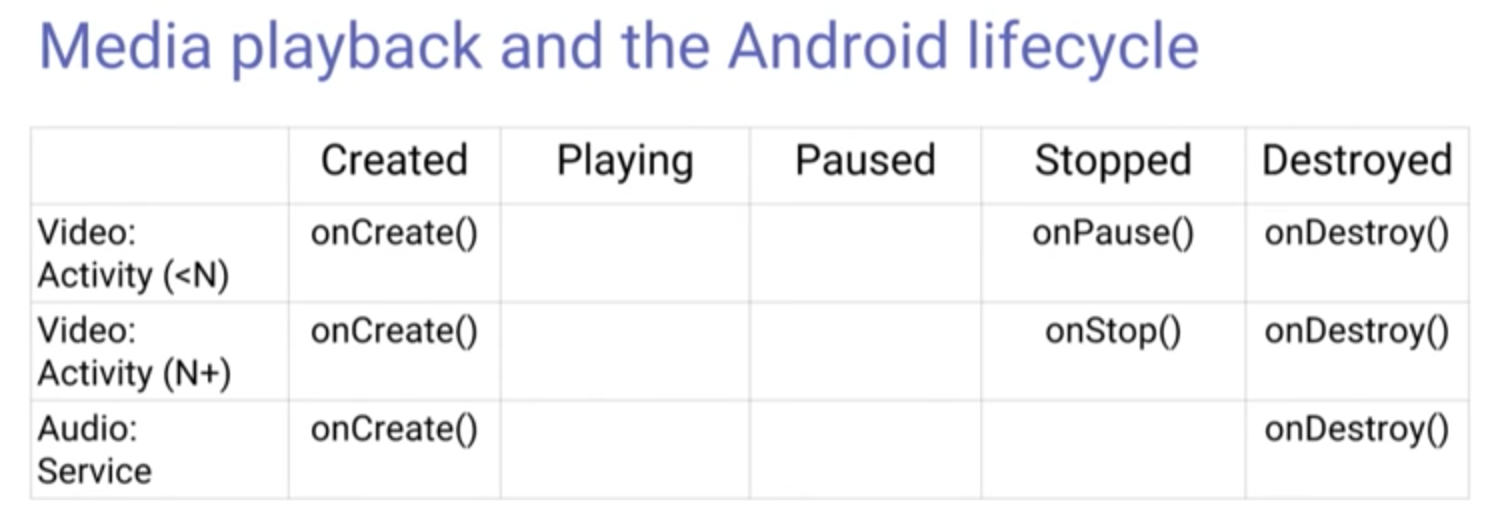 Media playback and the Android lifecycle
Created Playing Paused Stopped Destroyed
Video: onCreate() onPause() onDestroy()
Activity (<N)
Video: onCreate() onStop() onDestroy()
Activity (N+)
Audio: onCreate() onDestroy()
Service